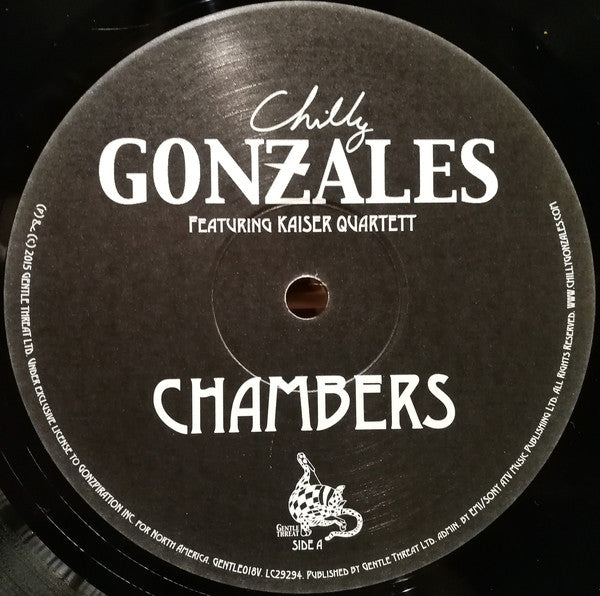 Chilly
GONZALES
FEATURING KAISER QUARTETT
CHAMBERS
GENTLE
THREAT
SIDE A
(P) & (C) 2015 GENTLE THREAT LTD. UNDER EXCLUSIVE LICENSE TO GONZPIRATION INC. FOR NORTH AMERICA. GENTLE018V. LC29294. PUBLISHED BY GENTLE THREAT LTD. ADMIN. BY EMI/SONY ATV MUSIC PUBLISHING LTD. ALL RIGHTS RESERVED. WWW.CHILLYGONZALES.COM